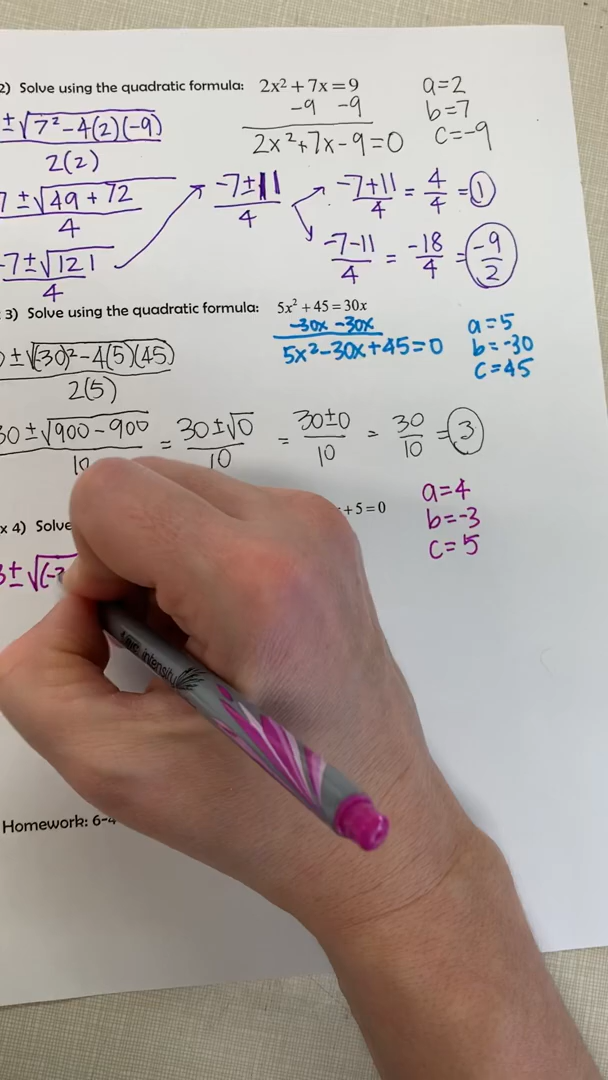 2) Solve using the quadratic formula: 2x² + 7x = 9
-9 -9
2x²+7x-9=0
a=2
b=7
c=-9
±√7²-4(2)(-9)
2(2)
7±√49+72
4
-7±√121
4
-7±11
4
-7+11 = 4 = 1
4 4
-7-11 = -18 = -9
4 4 2
3) Solve using the quadratic formula: 5x² + 45 = 30x
-30x -30x
5x²-30x+45=0
a=5
b=-30
c=45
±√(30)²-4(5)(45)
2(5)
30±√900-900 = 30±√0 = 30±0 = 30 = 3
10 10 10 10
x 4) Solve +5=0
a=4
b=-3
c=5
3±√(-3
Homework: 6-4
BIC intensity